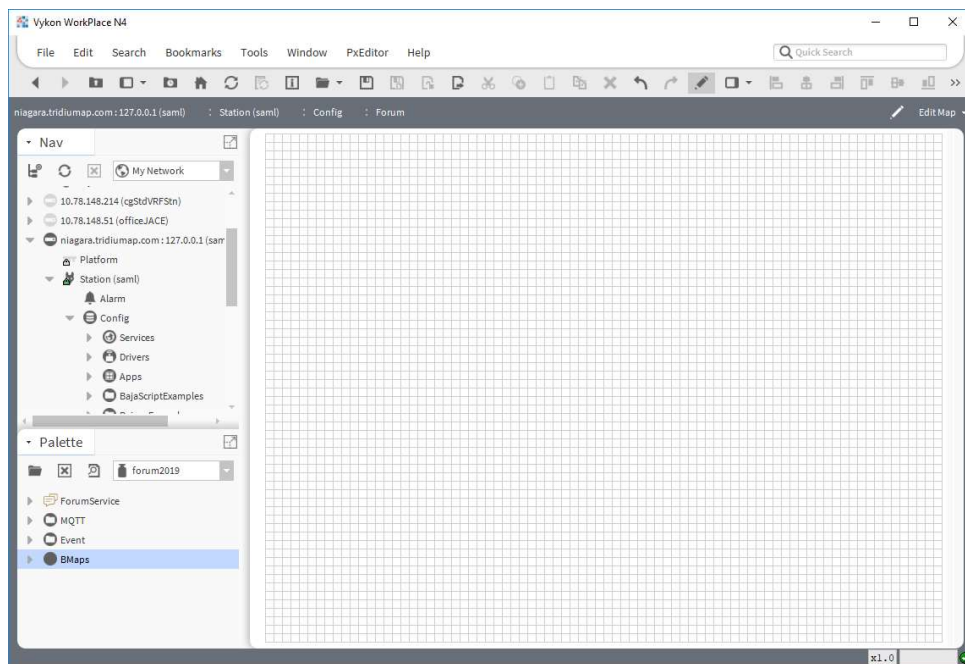 Vykon WorkPlace N4
File Edit Search Bookmarks Tools Window PxEditor Help
Quick Search
niagara.tridiumap.com : 127.0.0.1 (saml) : Station (saml) : Config : Forum
Edit Map
Nav
My Network
10.78.148.214 (cgStdVRFStn)
10.78.148.51 (officeJACE)
niagara.tridiumap.com : 127.0.0.1 (sam
Platform
Station (saml)
Alarm
Config
Services
Drivers
Apps
BajaScriptExamples
Palette
forum2019
ForumService
MQTT
Event
BMaps
x1.0